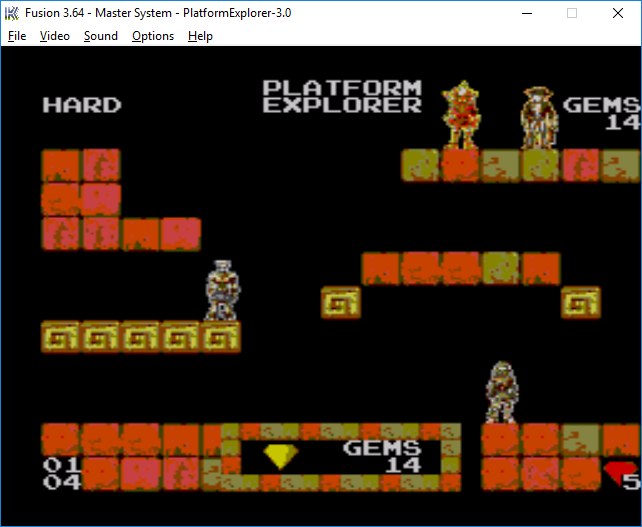 Fusion 3.64 - Master System - PlatformExplorer-3.0
File Video Sound Options Help
HARD
PLATFORM
EXPLORER
GEMS
14
GEMS
14
01
04
5